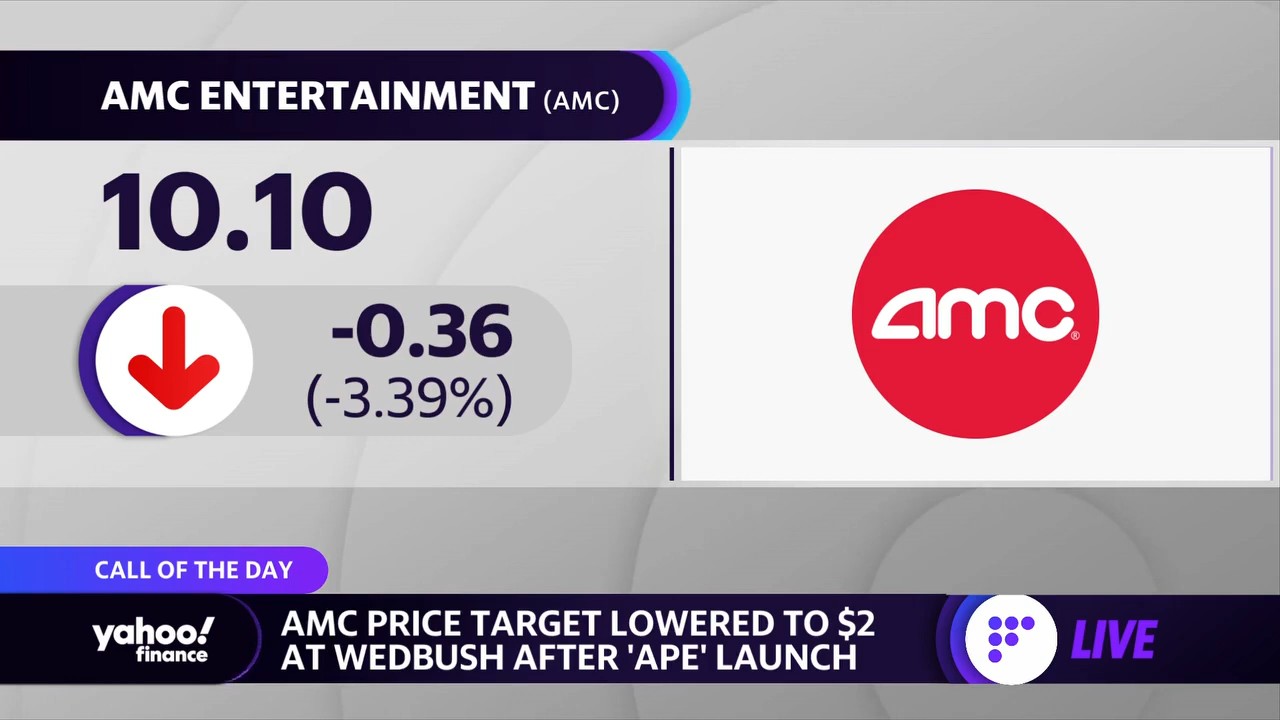 AMC ENTERTAINMENT (AMC)
10.10
-0.36
(-3.39%)
amc®
CALL OF THE DAY
yahoo!
finance
AMC PRICE TARGET LOWERED TO $2
AT WEDBUSH AFTER 'APE' LAUNCH
LIVE